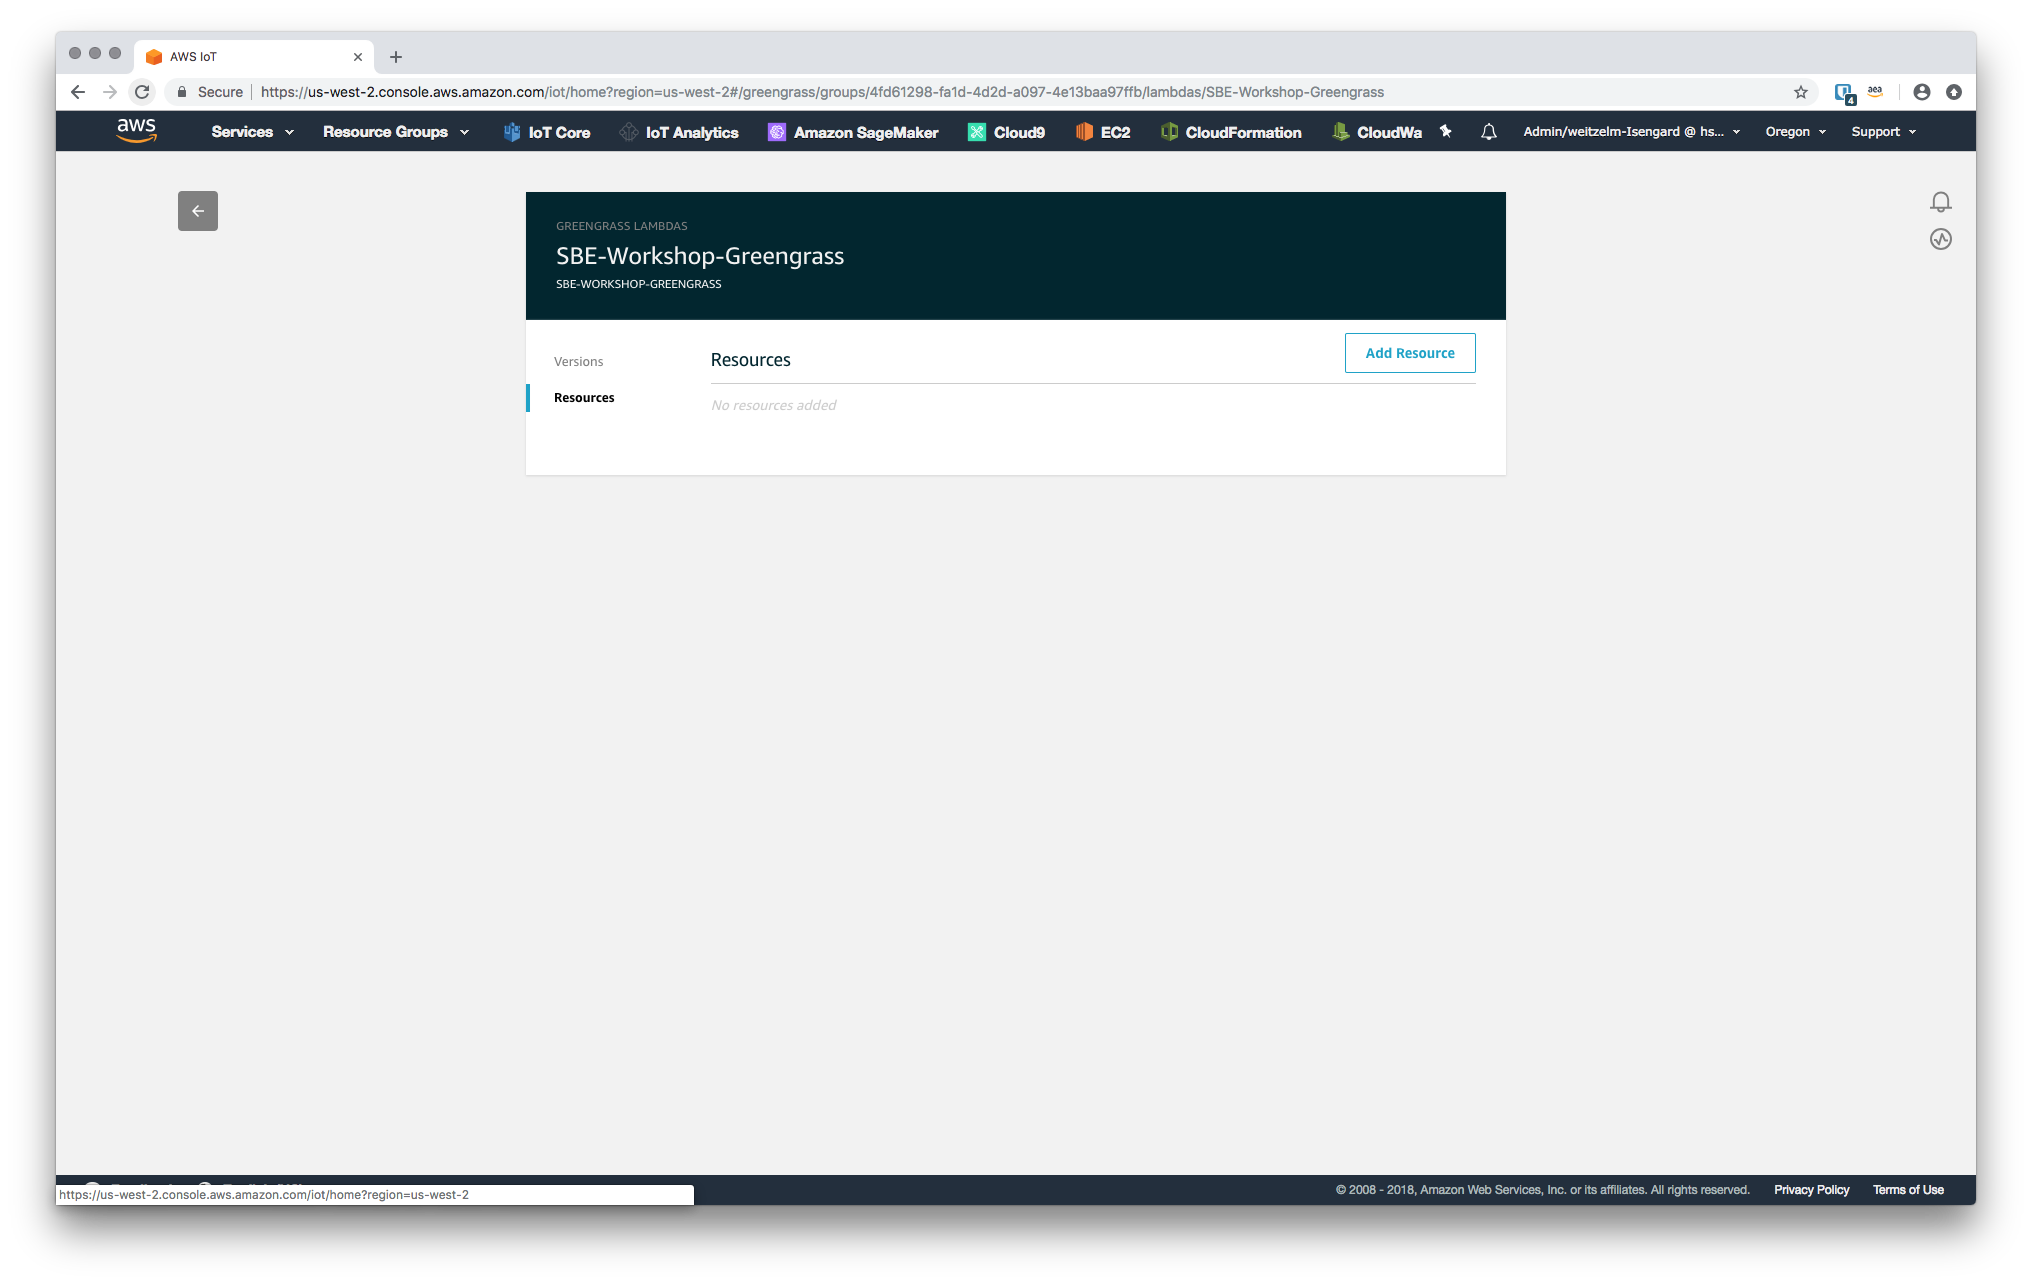 AWS IoT
Secure https://us-west-2.console.aws.amazon.com/iot/home?region=us-west-2#/greengrass/groups/4fd61298-fa1d-4d2d-a097-4e13baa97ffb/lambdas/SBE-Workshop-Greengrass
4 aea
aws Services Resource Groups IoT Core IoT Analytics Amazon SageMaker Cloud9 EC2 CloudFormation CloudWa Admin/weitzelm-Isengard @ hs... Oregon Support
GREENGRASS LAMBDAS
SBE-Workshop-Greengrass
SBE-WORKSHOP-GREENGRASS
Versions
Resources
Resources
Add Resource
No resources added
https://us-west-2.console.aws.amazon.com/iot/home?region=us-west-2
© 2008 - 2018, Amazon Web Services, Inc. or its affiliates. All rights reserved. Privacy Policy Terms of Use